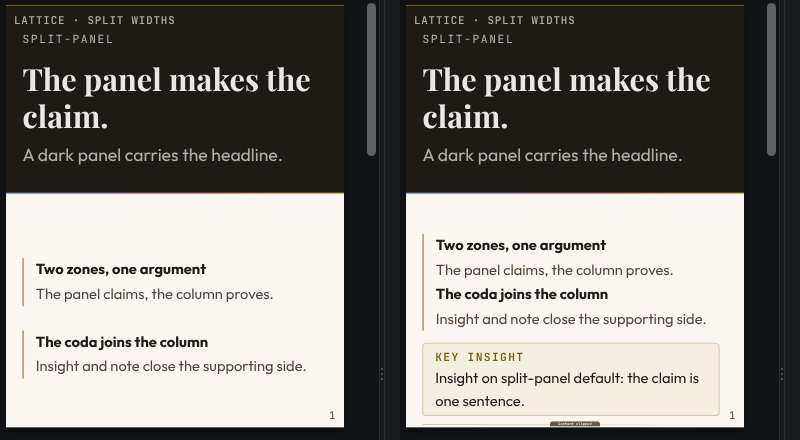 LATTICE · SPLIT WIDTHS
SPLIT-PANEL
The panel makes the
claim.
A dark panel carries the headline.
Two zones, one argument
The panel claims, the column proves.
The coda joins the column
Insight and note close the supporting side.
1
LATTICE · SPLIT WIDTHS
SPLIT-PANEL
The panel makes the
claim.
A dark panel carries the headline.
Two zones, one argument
The panel claims, the column proves.
The coda joins the column
Insight and note close the supporting side.
KEY INSIGHT
Insight on split-panel default: the claim is
one sentence.
1
Content clipped